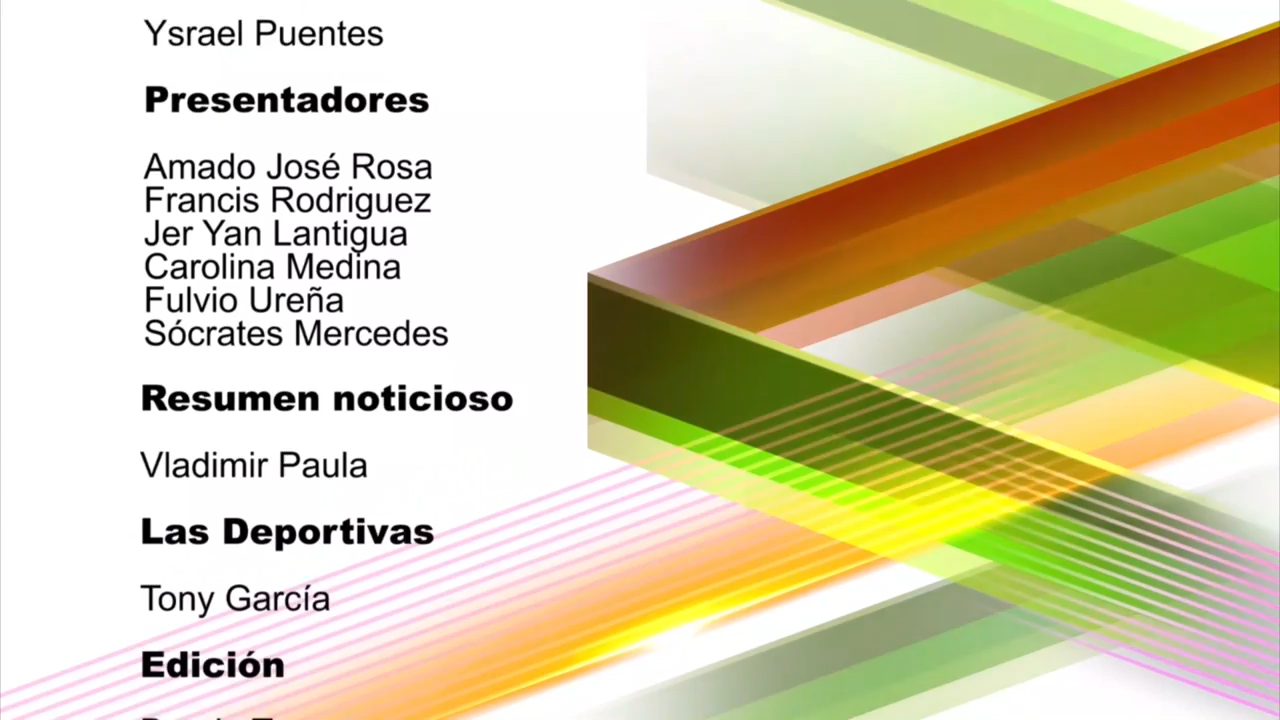 Ysrael Puentes
Presentadores
Amado José Rosa
Francis Rodriguez
Jer Yan Lantigua
Carolina Medina
Fulvio Ureña
Sócrates Mercedes
Resumen noticioso
Vladimir Paula
Las Deportivas
Tony García
Edición